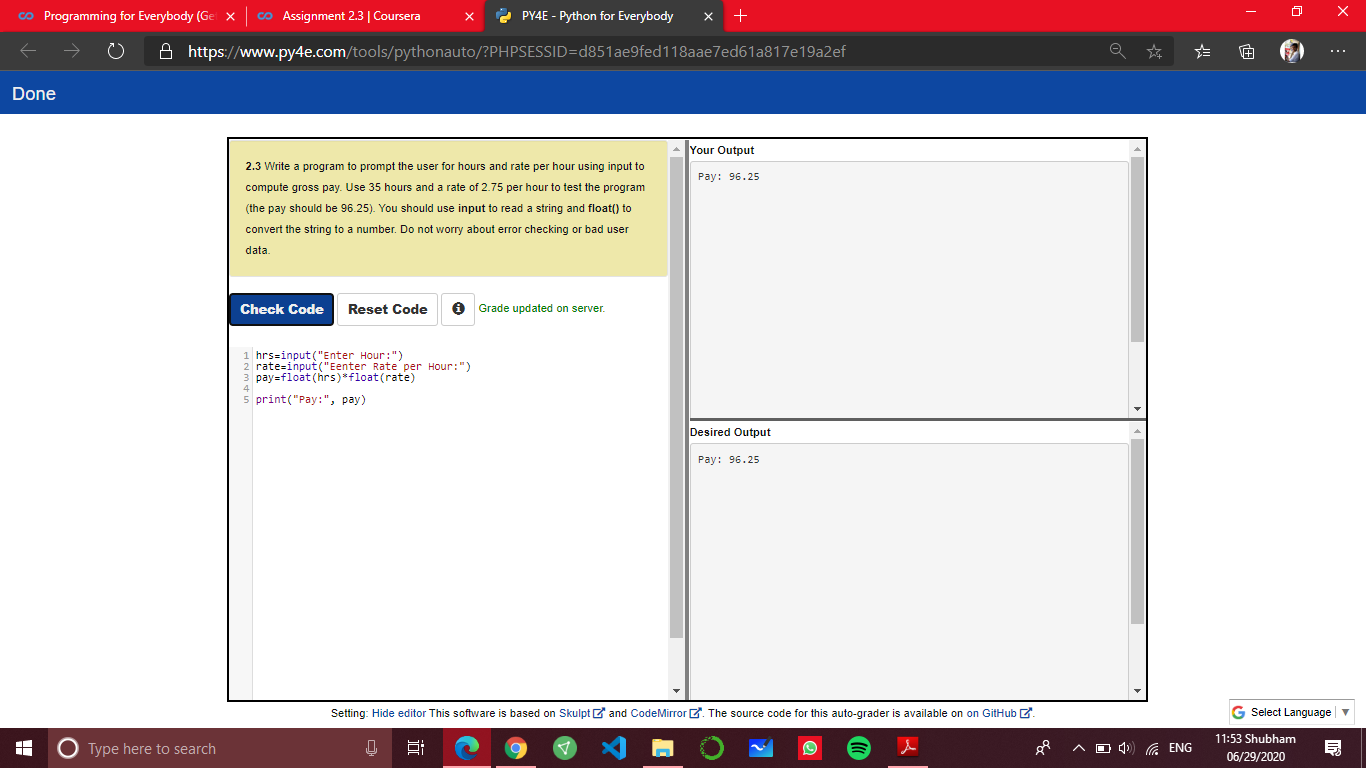 Programming for Everybody (Ge
Assignment 2.3 | Coursera
PY4E - Python for Everybody
https://www.py4e.com/tools/pythonauto/?PHPSESSID=d851ae9fed118aae7ed61a817e19a2ef
Done
2.3 Write a program to prompt the user for hours and rate per hour using input to
compute gross pay. Use 35 hours and a rate of 2.75 per hour to test the program
(the pay should be 96.25). You should use input to read a string and float() to
convert the string to a number. Do not worry about error checking or bad user
data.
Check Code
Reset Code
Grade updated on server.
1 hrs=input("Enter Hour:")
2 rate=input("Eenter Rate per Hour:")
3 pay=float(hrs)*float(rate)
4
5 print("Pay:", pay)
Your Output
Pay: 96.25
Desired Output
Pay: 96.25
Setting: Hide editor This software is based on Skulpt and CodeMirror. The source code for this auto-grader is available on on GitHub.
Select Language
Type here to search
ENG
11:53 Shubham
06/29/2020